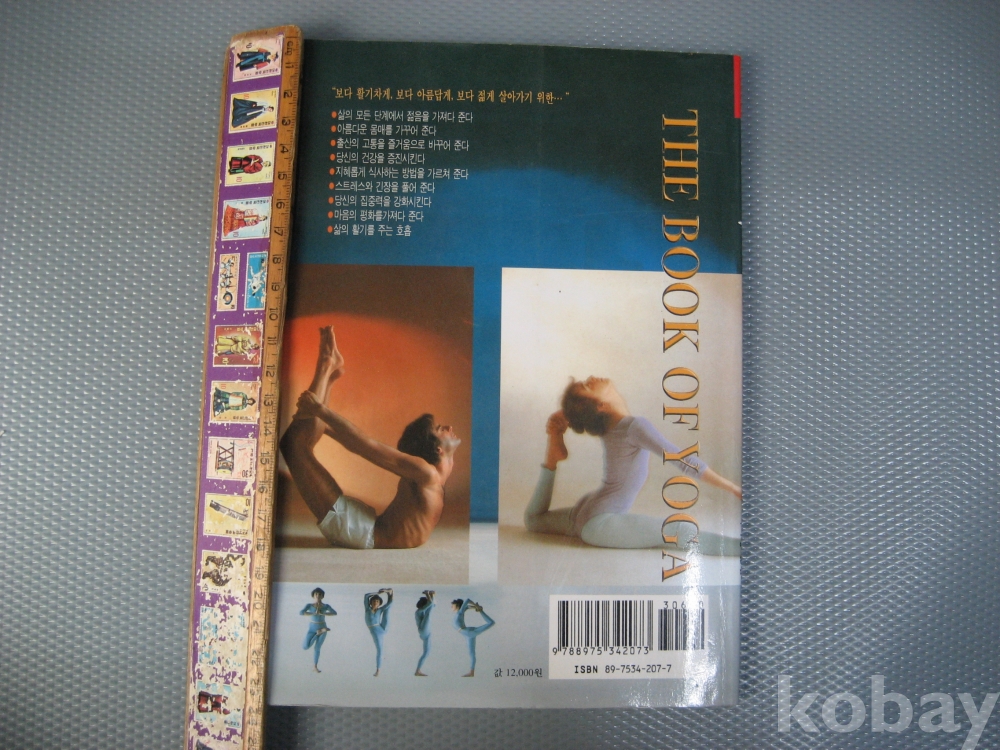 "보다 활기차게, 보다 아름답게, 보다 젊게 살아가기 위한… "
●삶의 모든 단계에서 젊음을 가져다 준다
●아름다운 몸매를 가꾸어 준다
●출산의 고통을 즐거움으로 바꾸어 준다
●당신의 건강을 증진시킨다
●지혜롭게 식사하는 방법을 가르쳐 준다
●스트레스와 긴장을 풀어 준다
●당신의 집중력을 강화시킨다
●마음의 평화를가져다 준다
●삶의 활기를 주는 호흡
THE BOOK OF YOGA
9 788975 342073
ISBN 89-7534-207-7
값 12,000원
kobay